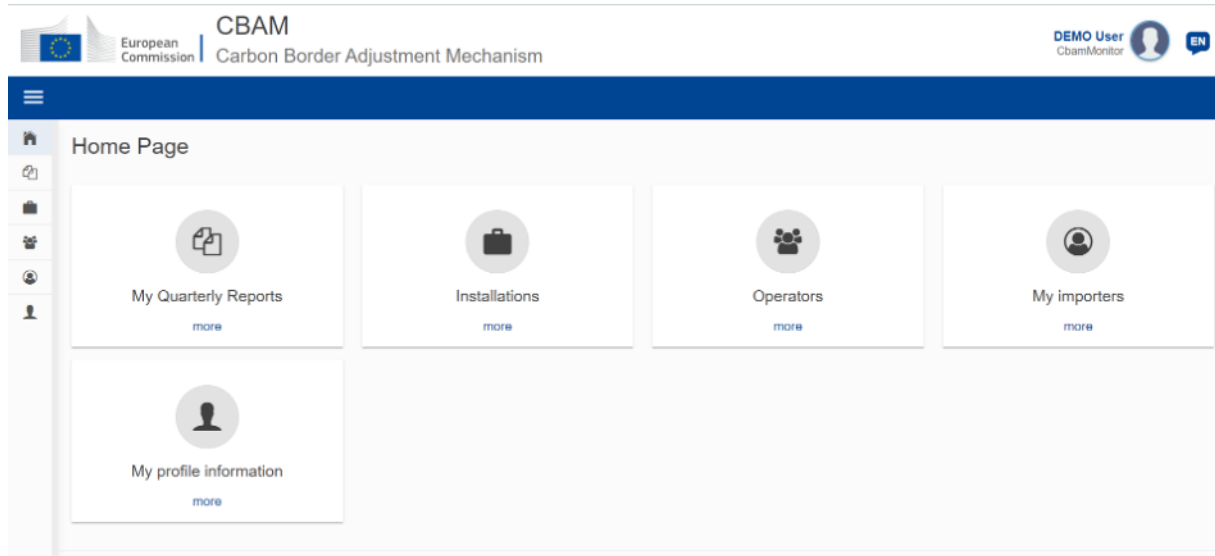 European
Commission
CBAM
Carbon Border Adjustment Mechanism
DEMO User
CbamMonitor
EN
Home Page
My Quarterly Reports
more
Installations
more
Operators
more
My importers
more
My profile information
more